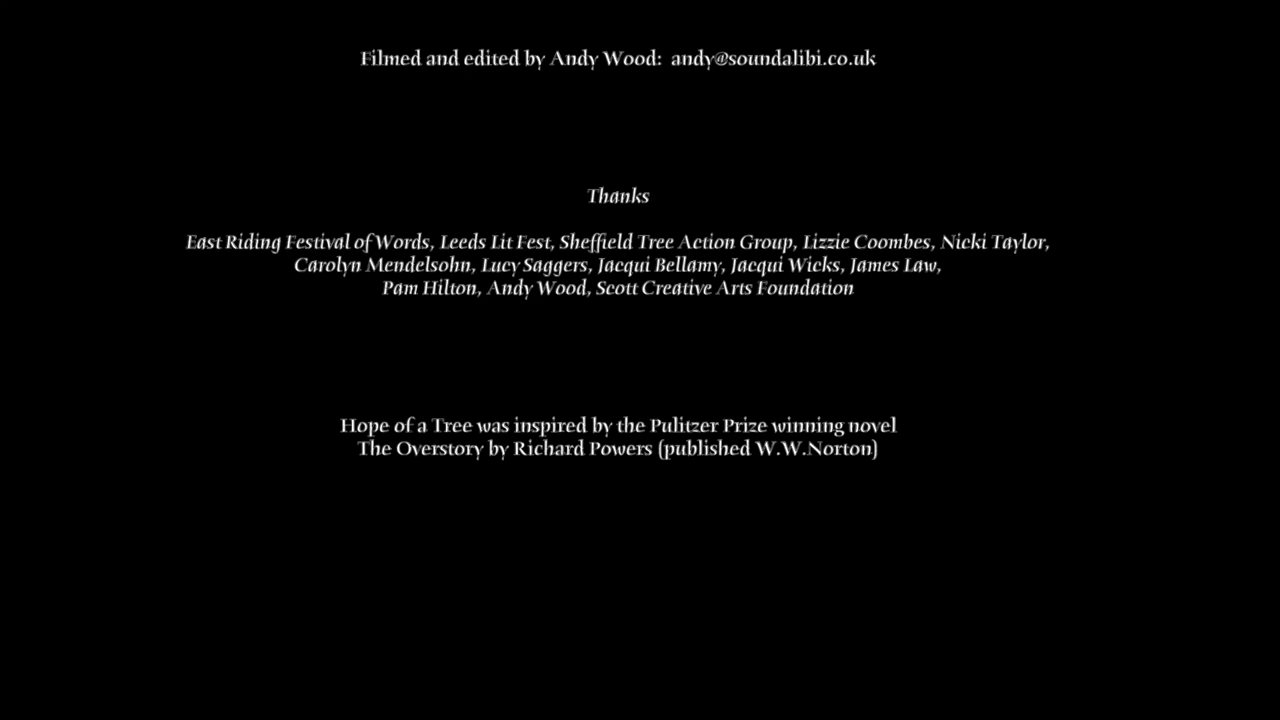 Filmed and edited by Andy Wood:  andy@soundalibi.co.uk
Thanks
East Riding Festival of Words, Leeds Lit Fest, Sheffield Tree Action Group, Lizzie Coombes, Nicki Taylor,
Carolyn Mendelsohn, Lucy Saggers, Jacqui Bellamy, Jacqui Wicks, James Law,
Pam Hilton, Andy Wood, Scott Creative Arts Foundation
Hope of a Tree was inspired by the Pulitzer Prize winning novel
The Overstory by Richard Powers (published W.W.Norton)